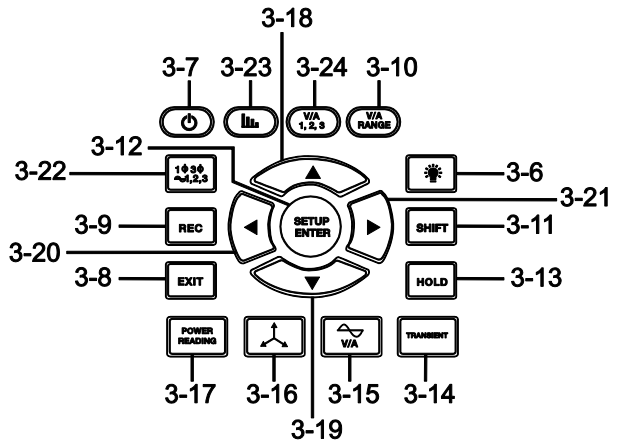 3-18
3-7 3-23 3-24 3-10
V/A
1, 2, 3
V/A
RANGE
3-12
3-22
1ϕ 3ϕ
~1,2,3
3-6
3-21
3-9
REC
SETUP
ENTER
SHIFT
3-11
3-20
3-8
EXIT
HOLD
3-13
POWER
READING
V/A
TRANSIENT
3-17 3-16 3-15 3-14
3-19